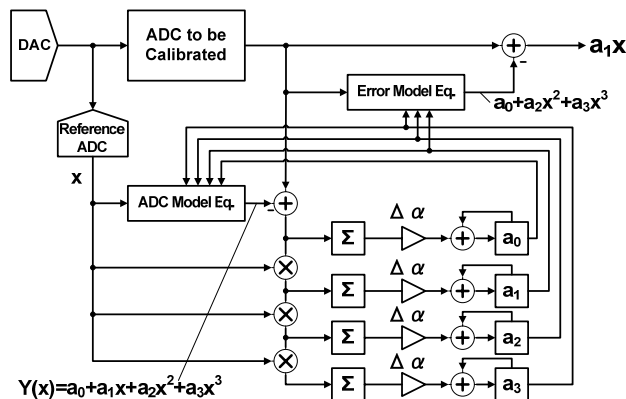 DAC
ADC to be
Calibrated
a₁x
Error Model Eq.
a₀+a₂x²+a₃x³
Reference
ADC
x
ADC Model Eq.
Δ α
Σ
a₀
Δ α
Σ
a₁
Δ α
Σ
a₂
Δ α
Σ
a₃
Y(x)=a₀+a₁x+a₂x²+a₃x³